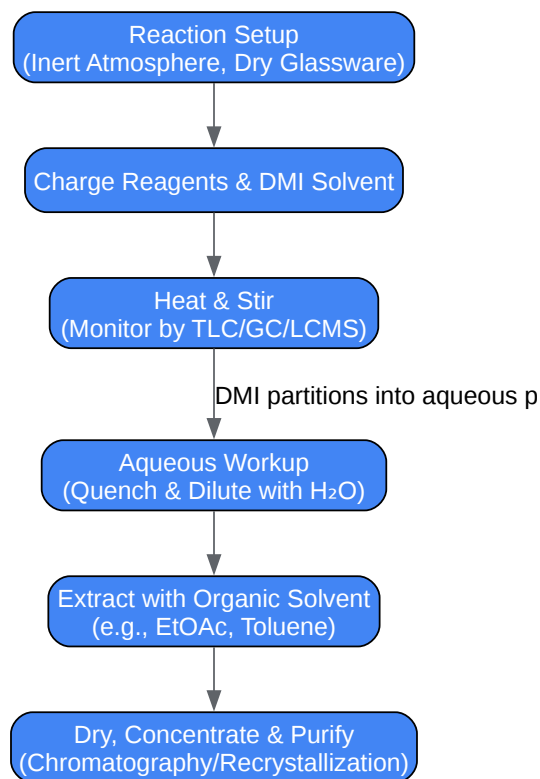 Reaction Setup
(Inert Atmosphere, Dry Glassware)
Charge Reagents & DMI Solvent
Heat & Stir
(Monitor by TLC/GC/LCMS)
DMI partitions into aqueous p
Aqueous Workup
(Quench & Dilute with H₂O)
Extract with Organic Solvent
(e.g., EtOAc, Toluene)
Dry, Concentrate & Purify
(Chromatography/Recrystallization)